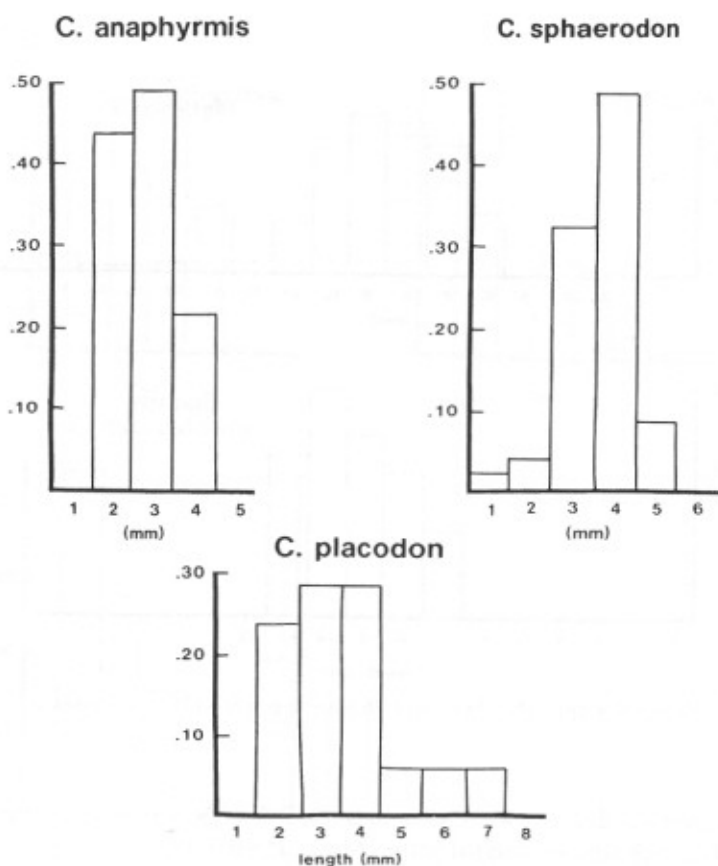 C. anaphyrmis
.50
.40
.30
.20
.10
1 2 3 4 5
(mm)
C. sphaerodon
.50
.40
.30
.20
.10
1 2 3 4 5 6
(mm)
C. placodon
.30
.20
.10
1 2 3 4 5 6 7 8
length (mm)